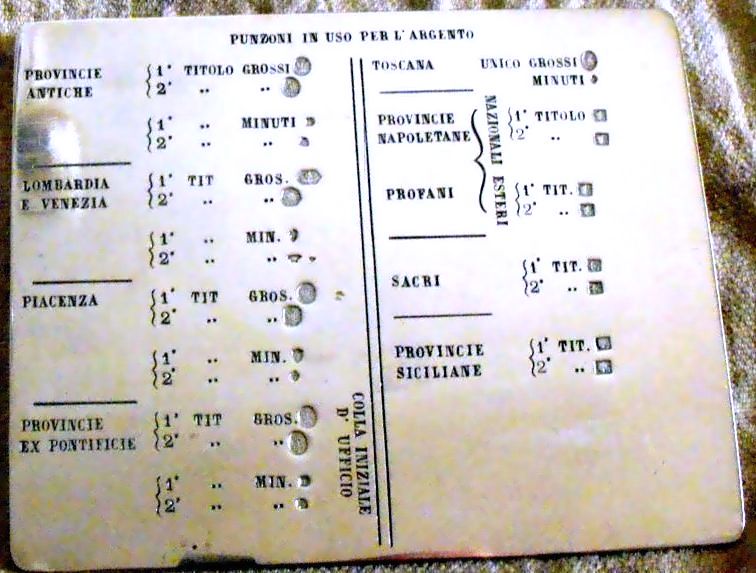 PUNZONI IN USO PER L'ARGENTO
PROVINCIE ANTICHE
1° TITOLO GROSSI
2° " "
1° " MINUTI
2° " "
LOMBARDIA E VENEZIA
1° TIT GROS.
2° " "
1° " MIN.
2° " "
PIACENZA
1° TIT GROS.
2° " "
1° " MIN.
2° " "
PROVINCIE EX PONTIFICIE
1° TIT GROS.
2° " "
1° " MIN.
2° " "
COLLA INIZIALE
D' UFFICIO
TOSCANA UNICO GROSSI
MINUTI
PROVINCIE NAPOLETANE
NAZIONALI ESTERI
1° TITOLO
2° "
PROFANI
1° TIT.
2° "
SACRI
1° TIT.
2° "
PROVINCIE SICILIANE
1° TIT.
2° "